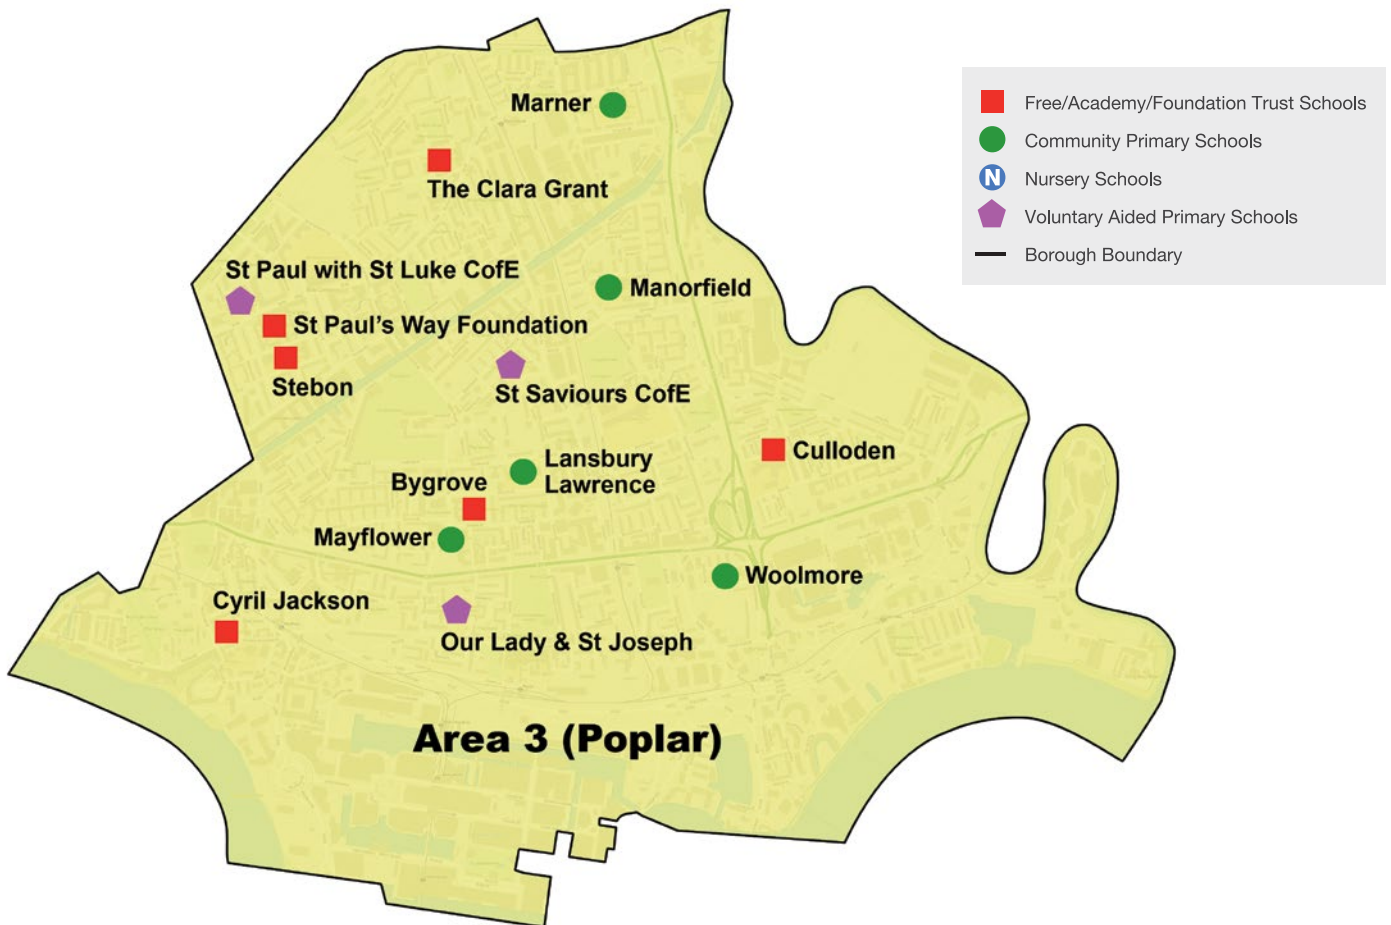 Marner
The Clara Grant
St Paul with St Luke CofE
Manorfield
St Paul's Way Foundation
Stebon
St Saviours CofE
Culloden
Lansbury
Lawrence
Bygrove
Mayflower
Woolmore
Cyril Jackson
Our Lady & St Joseph
Area 3 (Poplar)
Free/Academy/Foundation Trust Schools
Community Primary Schools
N
Nursery Schools
Voluntary Aided Primary Schools
Borough Boundary